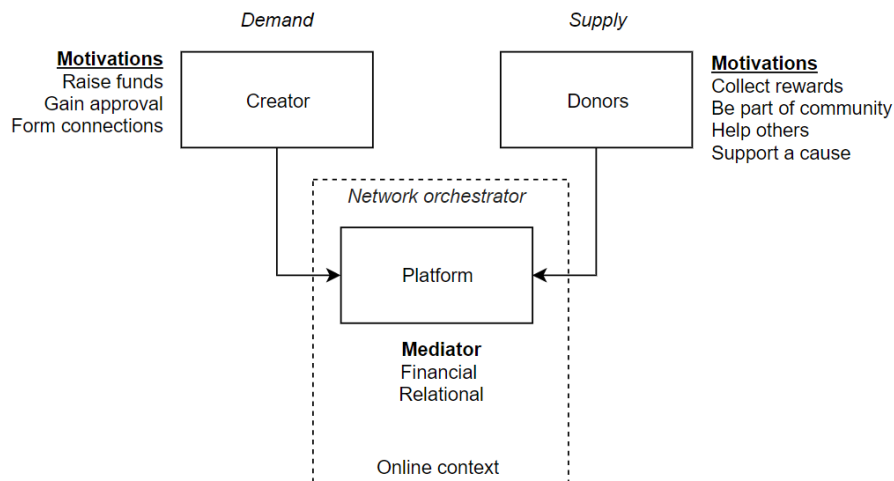 Demand
Supply
Motivations
Raise funds
Gain approval
Form connections
Creator
Donors
Motivations
Collect rewards
Be part of community
Help others
Support a cause
Network orchestrator
Platform
Mediator
Financial
Relational
Online context